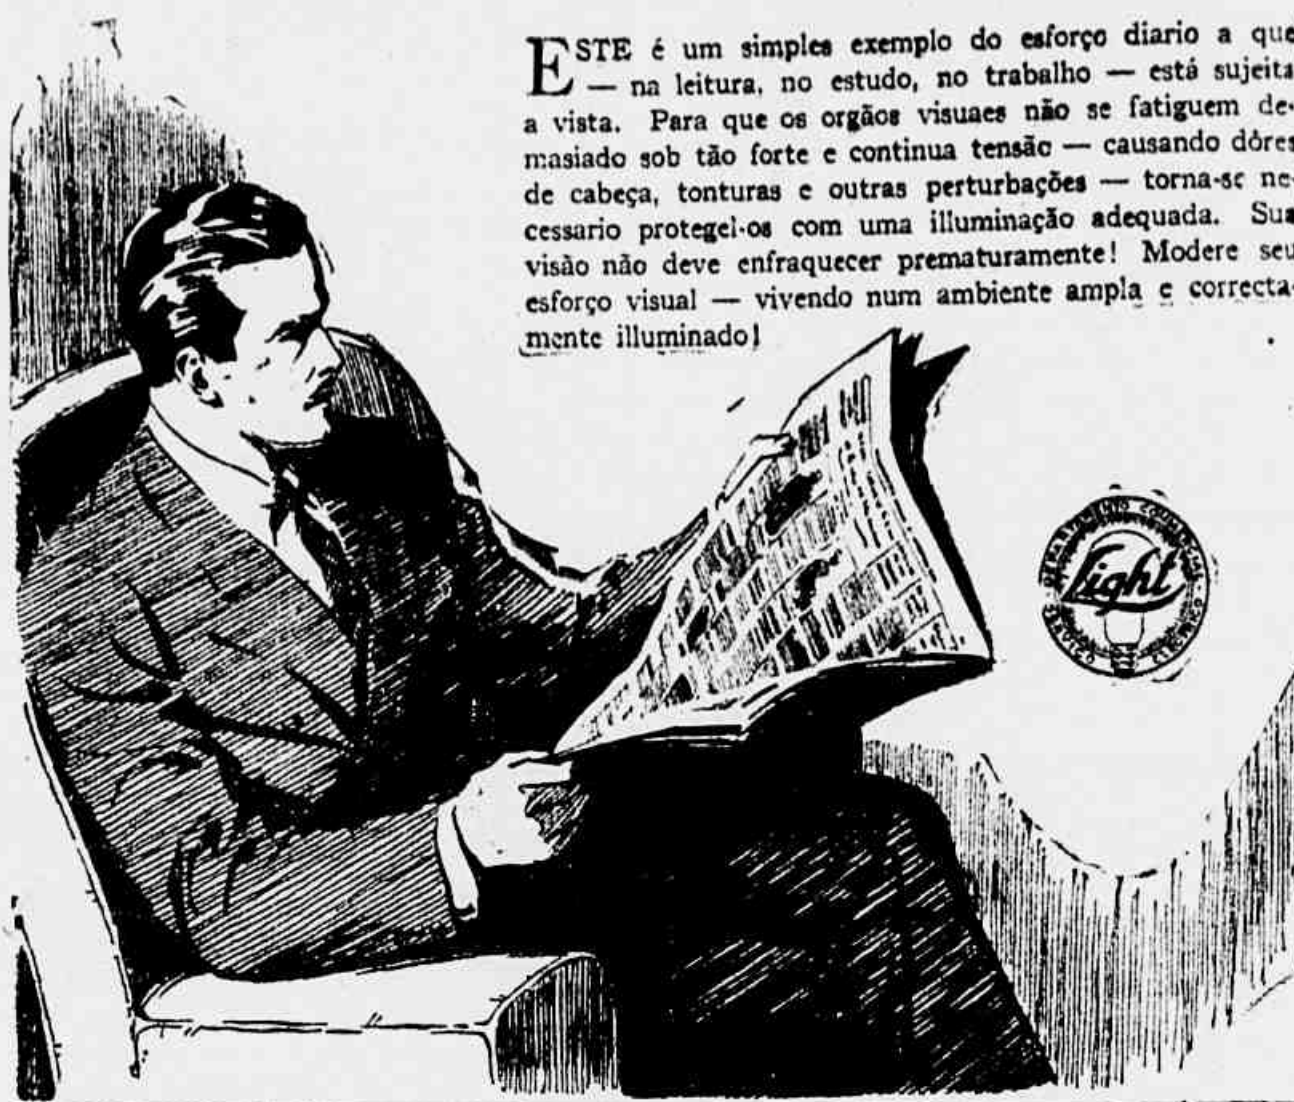 ESTE é um simples exemplo do esforço diario a que
— na leitura, no estudo, no trabalho — está sujeita
a vista. Para que os orgãos visuaes não se fatiguem de-
masiado sob tão forte e continua tensão — causando dôres
de cabeça, tonturas e outras perturbações — torna-se ne-
cessario protegel-os com uma illuminação adequada. Sua
visão não deve enfraquecer prematuramente! Modere seu
esforço visual — vivendo num ambiente ampla e correcta-
mente illuminado!
DEPARTAMENTO COMMERCIAL
Light